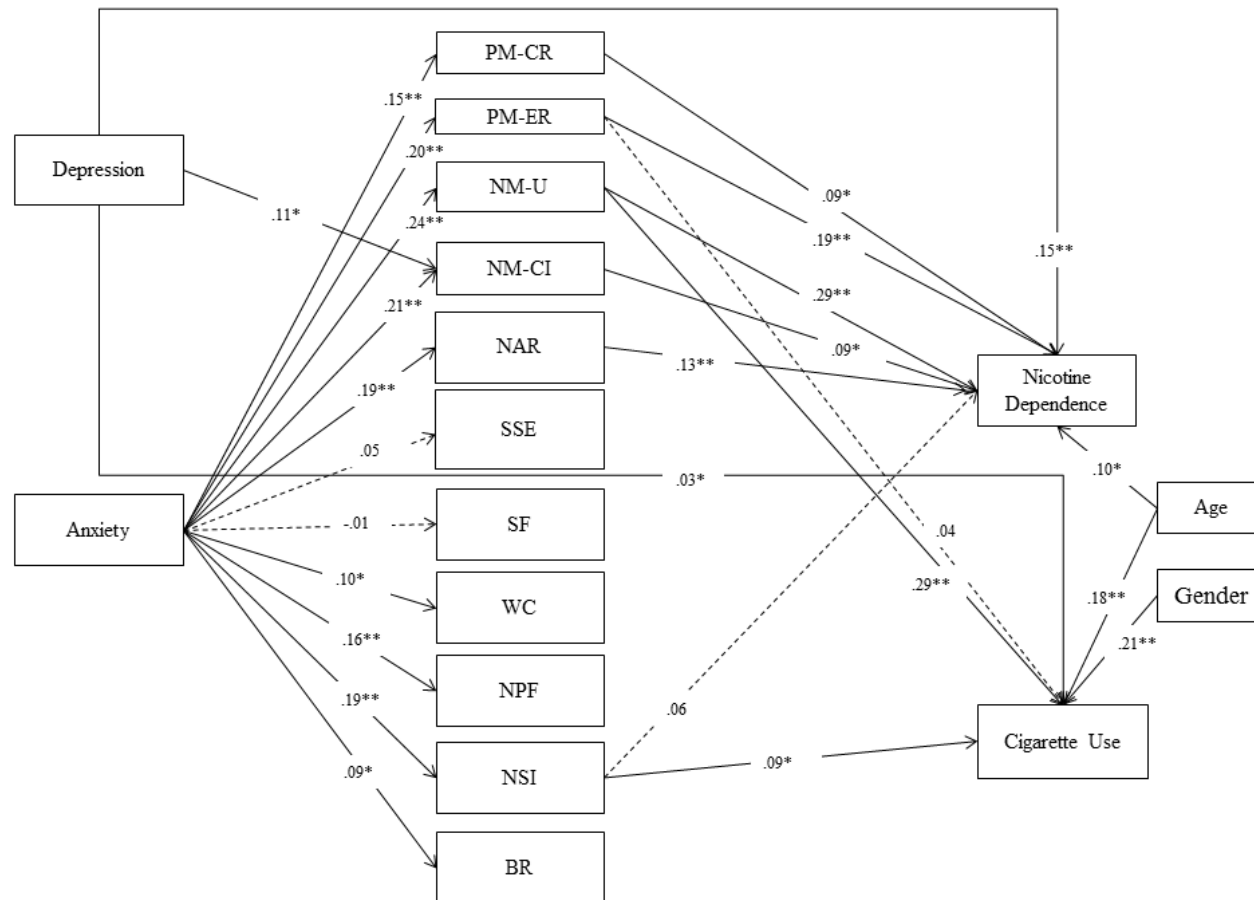 PM-CR
.15**
PM-ER
Depression
.20**
NM-U
.09*
.11*
.24**
.19**
.15**
NM-CI
.21**
.29**
NAR
.09*
.13**
Nicotine
Dependence
.19**
SSE
.05
.03*
.10*
Anxiety
-.01
SF
.04
Age
.10*
WC
.29**
.18**
Gender
.16**
.21**
NPF
.19**
.06
Cigarette Use
.09*
NSI
.09*
BR